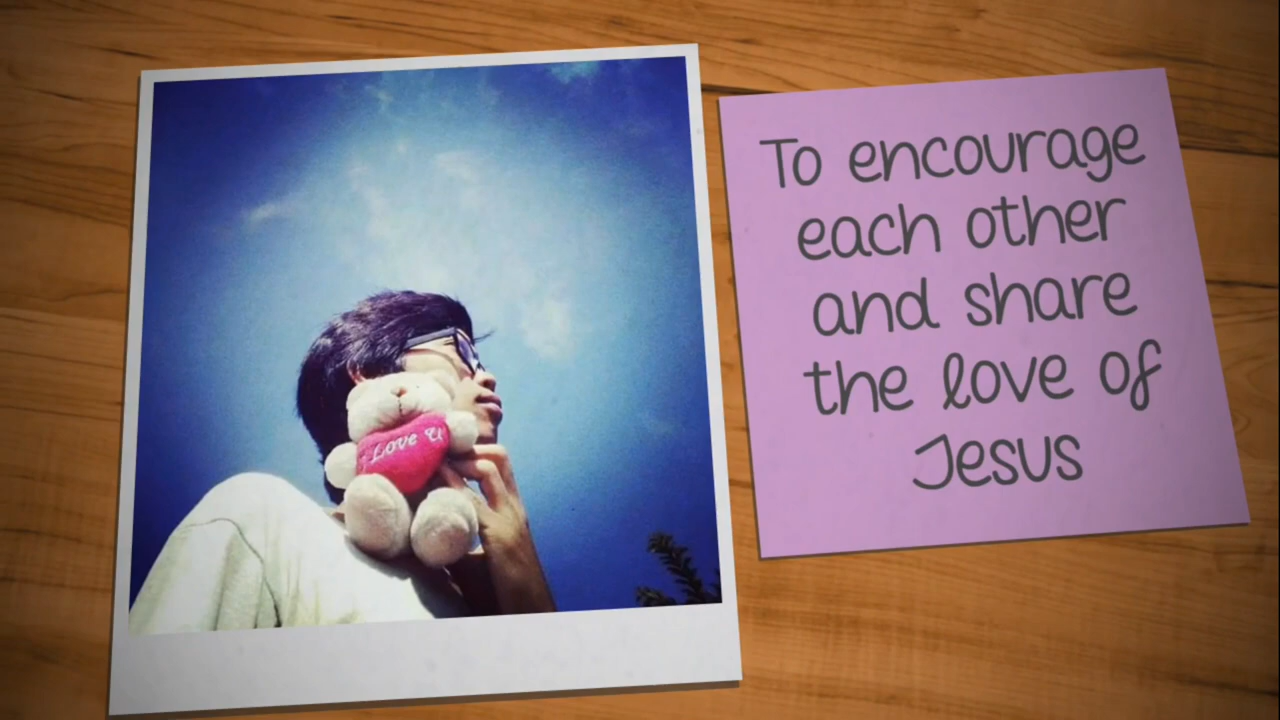 Love U
To encourage
each other
and share
the love of
Jesus